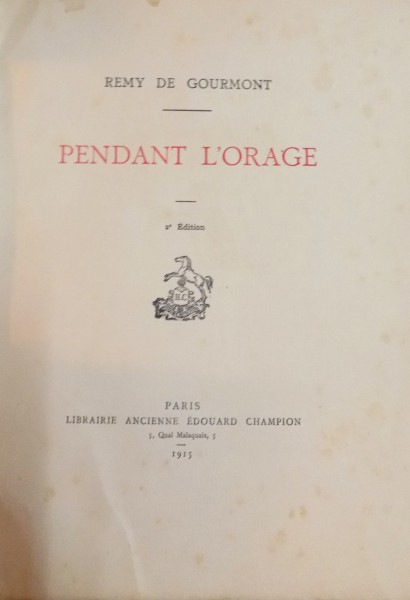 REMY DE GOURMONT
PENDANT L'ORAGE
2e Édition
PARIS
LIBRAIRIE ANCIENNE ÉDOUARD CHAMPION
5, Quai Malaquais, 5
1915